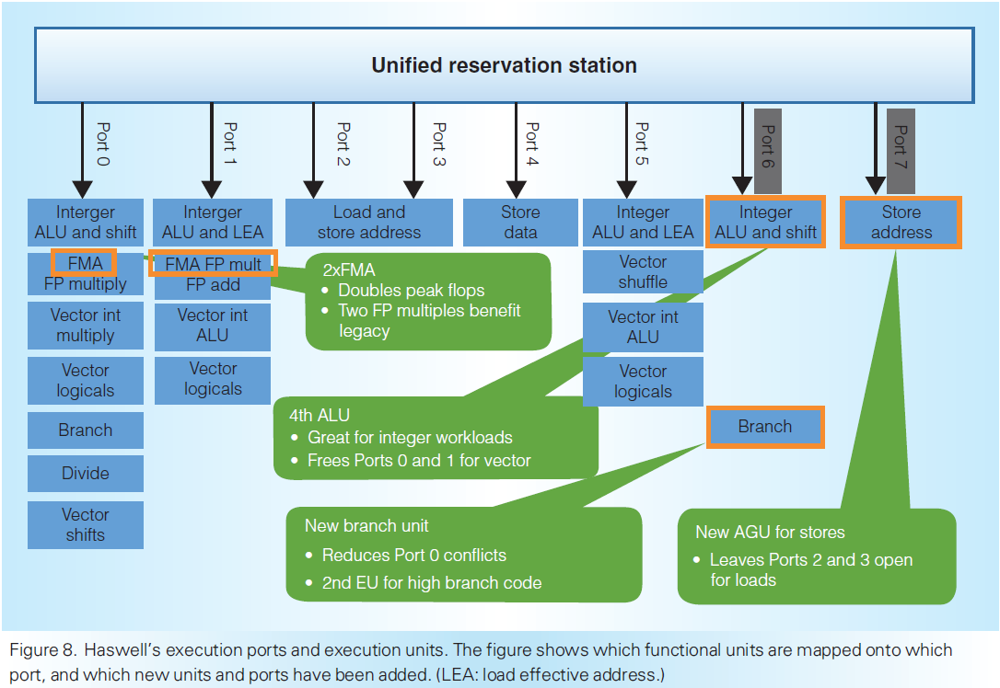 Unified reservation station
Port 0
Port 1
Port 2
Port 3
Port 4
Port 5
Port 6
Port 7
Interger
ALU and shift
FMA
FP multiply
Vector int
multiply
Vector
logicals
Branch
Divide
Vector
shifts
Interger
ALU and LEA
FMA FP mult
FP add
Vector int
ALU
Vector
logicals
Load and
store address
Store
data
Integer
ALU and LEA
Vector
shuffle
Vector int
ALU
Vector
logicals
Integer
ALU and shift
Branch
Store
address
2xFMA
• Doubles peak flops
• Two FP multiples benefit
legacy
4th ALU
• Great for integer workloads
• Frees Ports 0 and 1 for vector
New branch unit
• Reduces Port 0 conflicts
• 2nd EU for high branch code
New AGU for stores
• Leaves Ports 2 and 3 open
for loads
Figure 8. Haswell's execution ports and execution units. The figure shows which functional units are mapped onto which
port, and which new units and ports have been added. (LEA: load effective address.)